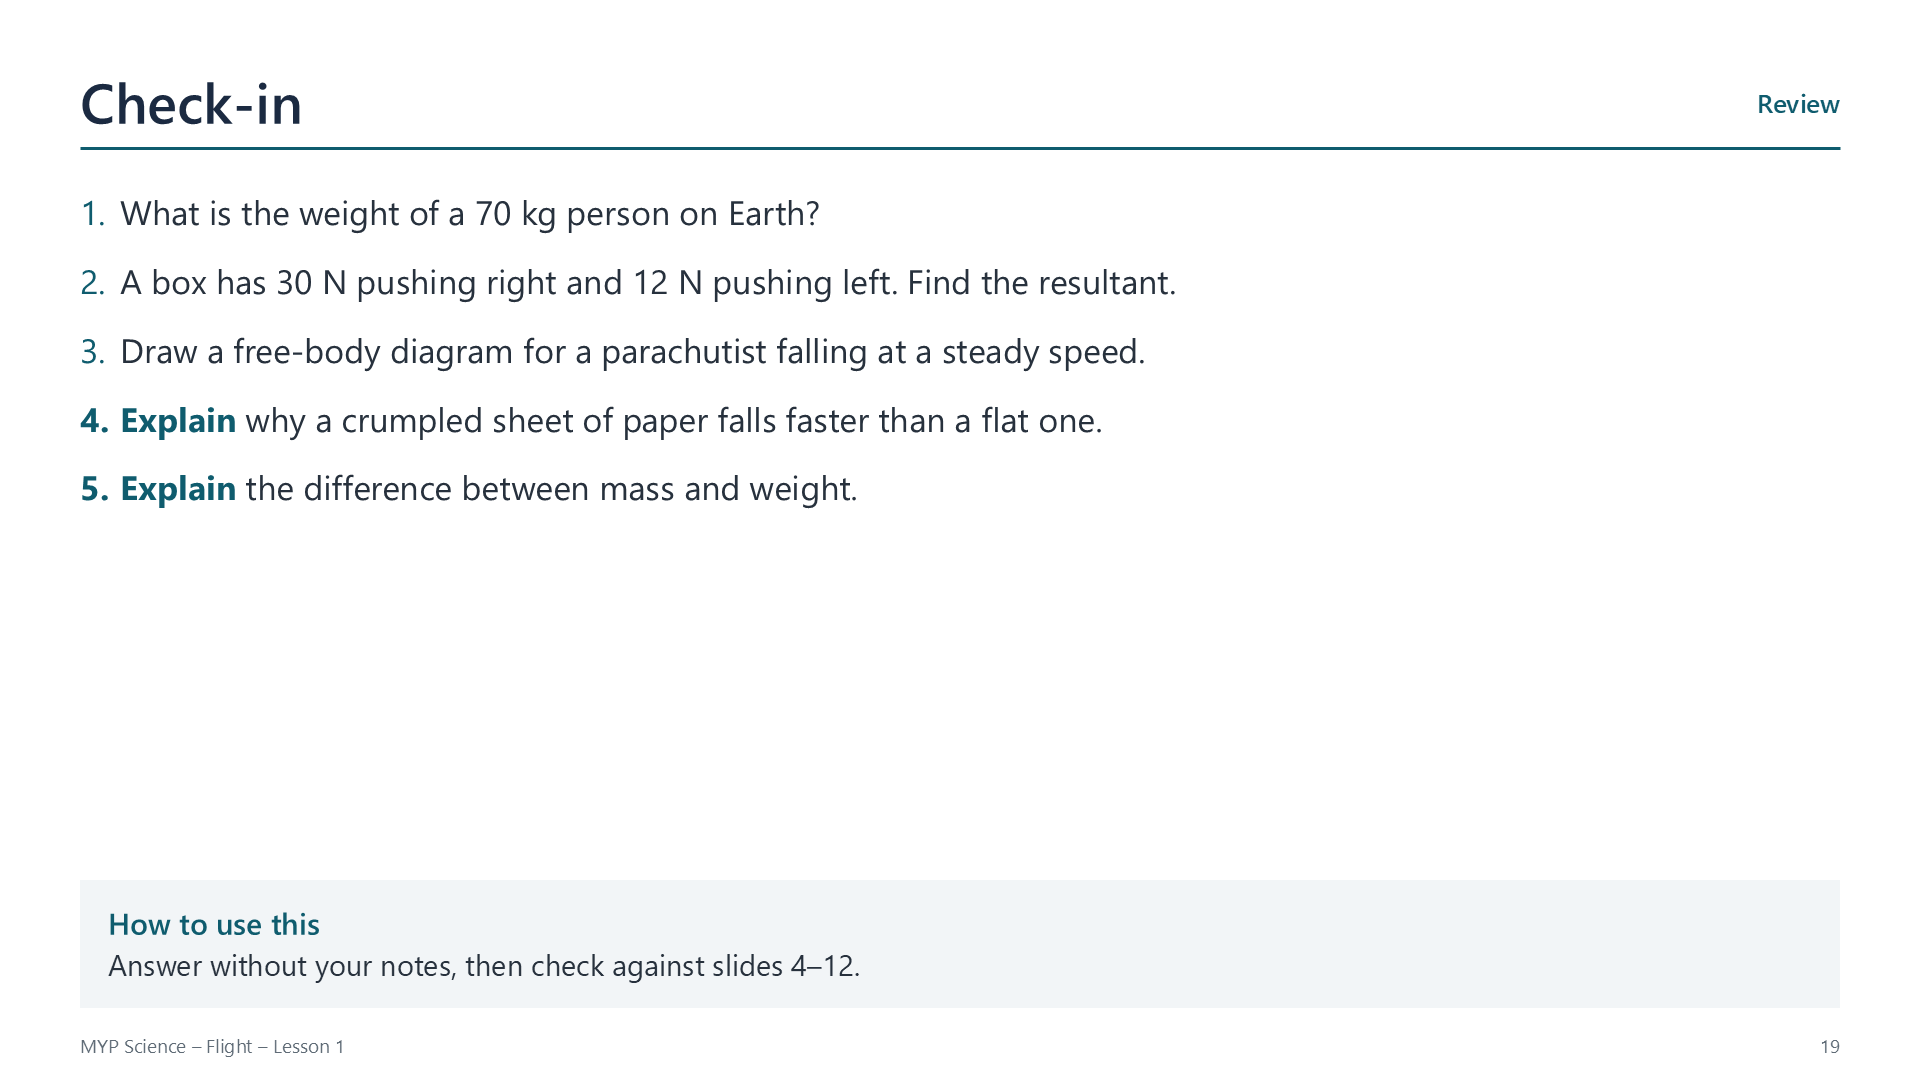 Check-in
Review
1. What is the weight of a 70 kg person on Earth?
2. A box has 30 N pushing right and 12 N pushing left. Find the resultant.
3. Draw a free-body diagram for a parachutist falling at a steady speed.
4. Explain why a crumpled sheet of paper falls faster than a flat one.
5. Explain the difference between mass and weight.
How to use this
Answer without your notes, then check against slides 4–12.
MYP Science – Flight – Lesson 1
19